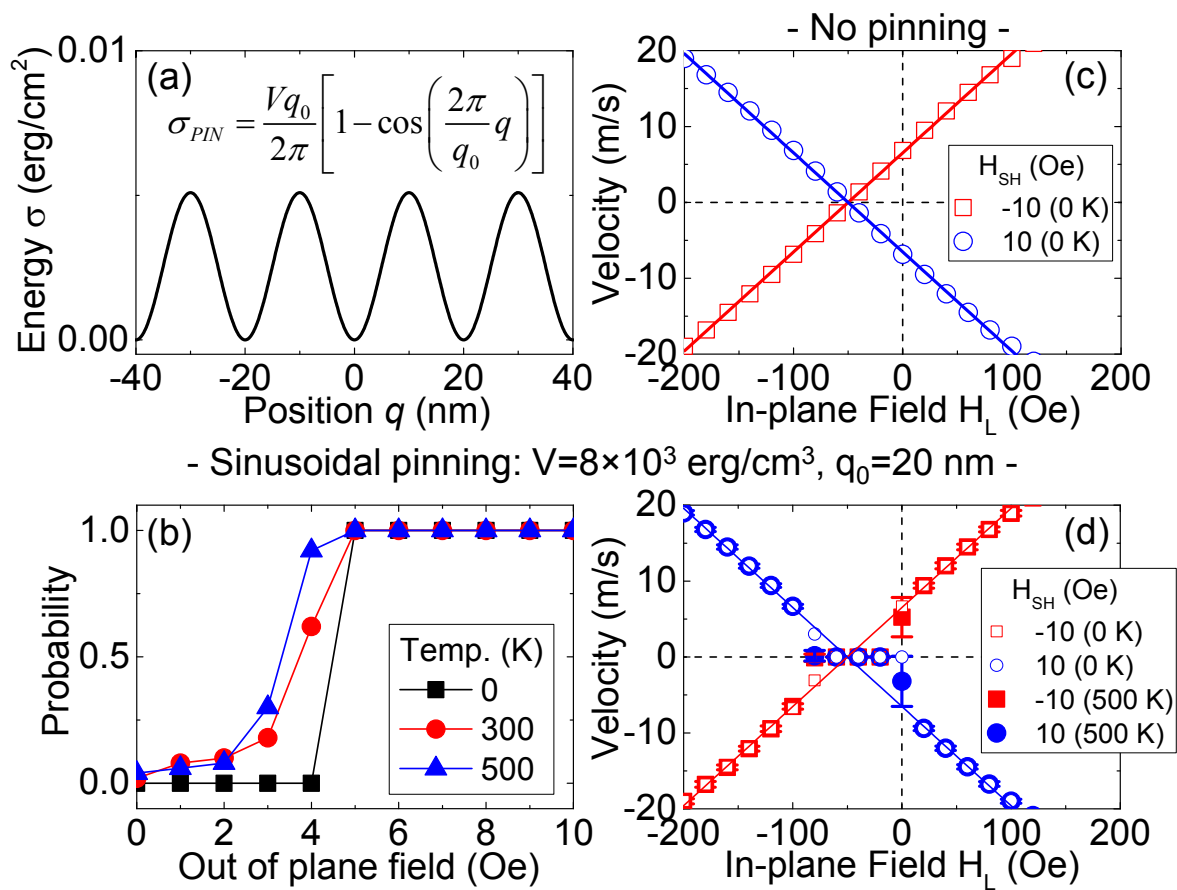 (a)
σ_PIN = Vq₀/2π [1−cos(2π/q₀ q)]
Energy σ (erg/cm²)
0.01
0.00
-40 -20 0 20 40
Position q (nm)
- No pinning -
(c)
Velocity (m/s)
20
10
0
-10
-20
H_SH (Oe)
-10 (0 K)
10 (0 K)
-200 -100 0 100 200
In-plane Field H_L (Oe)
- Sinusoidal pinning: V=8×10³ erg/cm³, q₀=20 nm -
(b)
Probability
1.0
0.5
0.0
Temp. (K)
0
300
500
0 2 4 6 8 10
Out of plane field (Oe)
(d)
Velocity (m/s)
20
10
0
-10
-20
H_SH (Oe)
-10 (0 K)
10 (0 K)
-10 (500 K)
10 (500 K)
-200 -100 0 100 200
In-plane Field H_L (Oe)